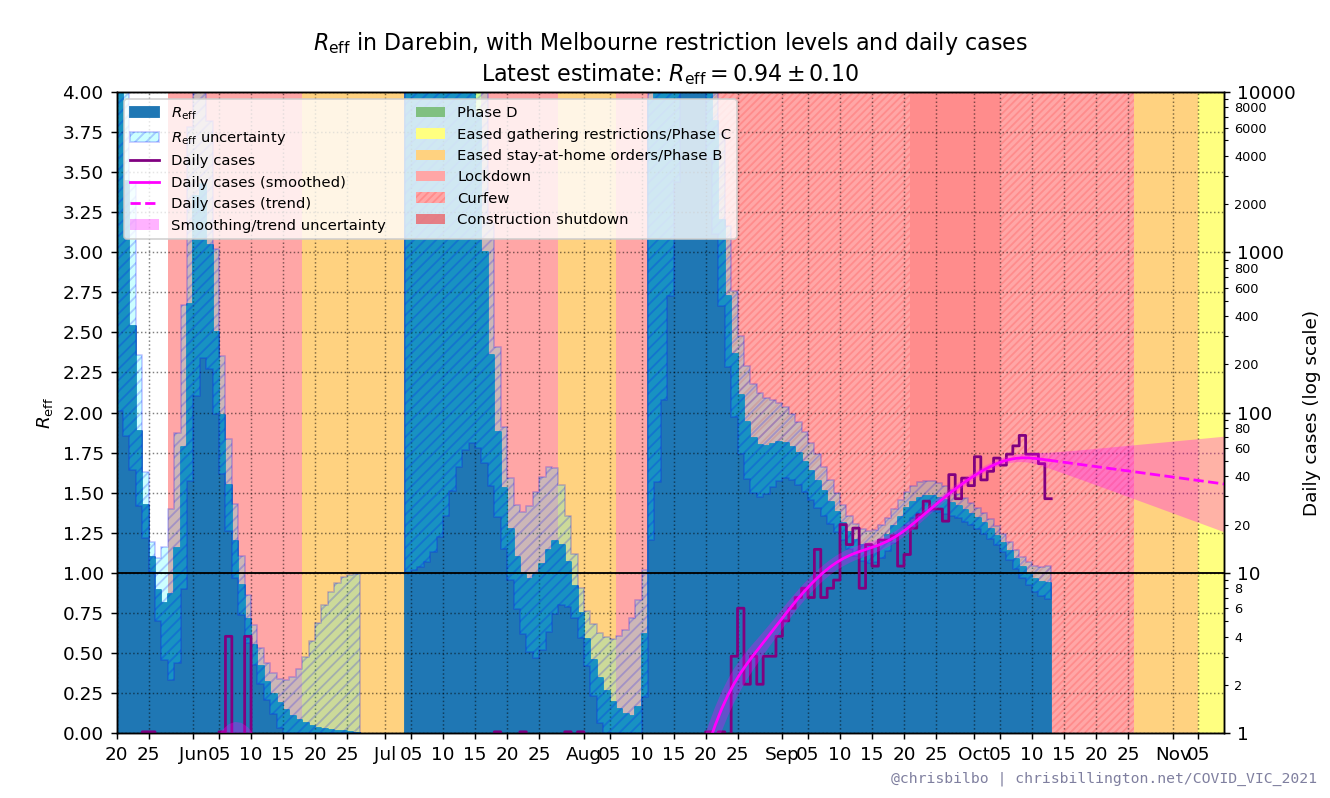 Reff in Darebin, with Melbourne restriction levels and daily cases
Latest estimate: Reff = 0.94 ± 0.10
Reff
Reff uncertainty
Daily cases
Daily cases (smoothed)
Daily cases (trend)
Smoothing/trend uncertainty
Phase D
Eased gathering restrictions/Phase C
Eased stay-at-home orders/Phase B
Lockdown
Curfew
Construction shutdown
Reff
4.00
3.75
3.50
3.25
3.00
2.75
2.50
2.25
2.00
1.75
1.50
1.25
1.00
0.75
0.50
0.25
0.00
20 25 Jun 05 10 15 20 25 Jul 05 10 15 20 25 Aug 05 10 15 20 25 Sep 05 10 15 20 25 Oct 05 10 15 20 25 Nov 05
10000
8000
6000
4000
2000
1000
800
600
400
200
100
80
60
40
20
10
8
6
4
2
1
Daily cases (log scale)
@chrisbilbo | chrisbillington.net/COVID_VIC_2021